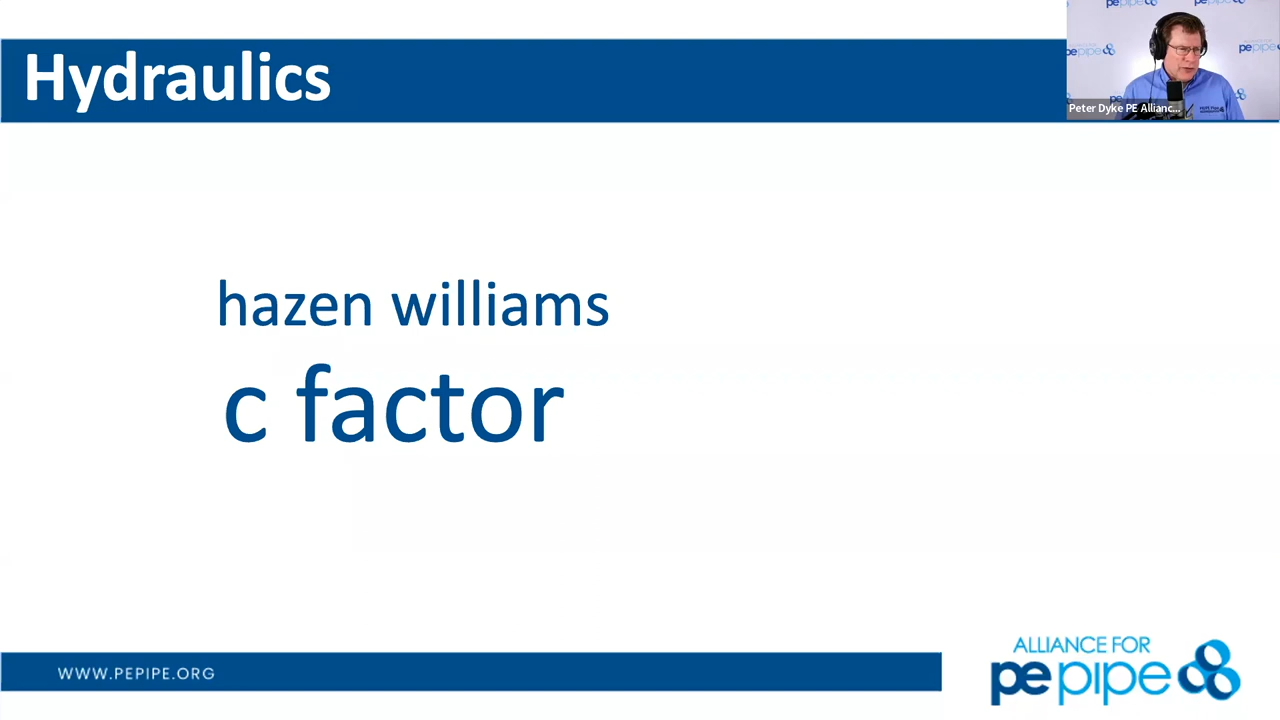 Hydraulics
Peter Dyke PE Allianc...
hazen williams
c factor
WWW.PEPIPE.ORG
ALLIANCE FOR
pepipe